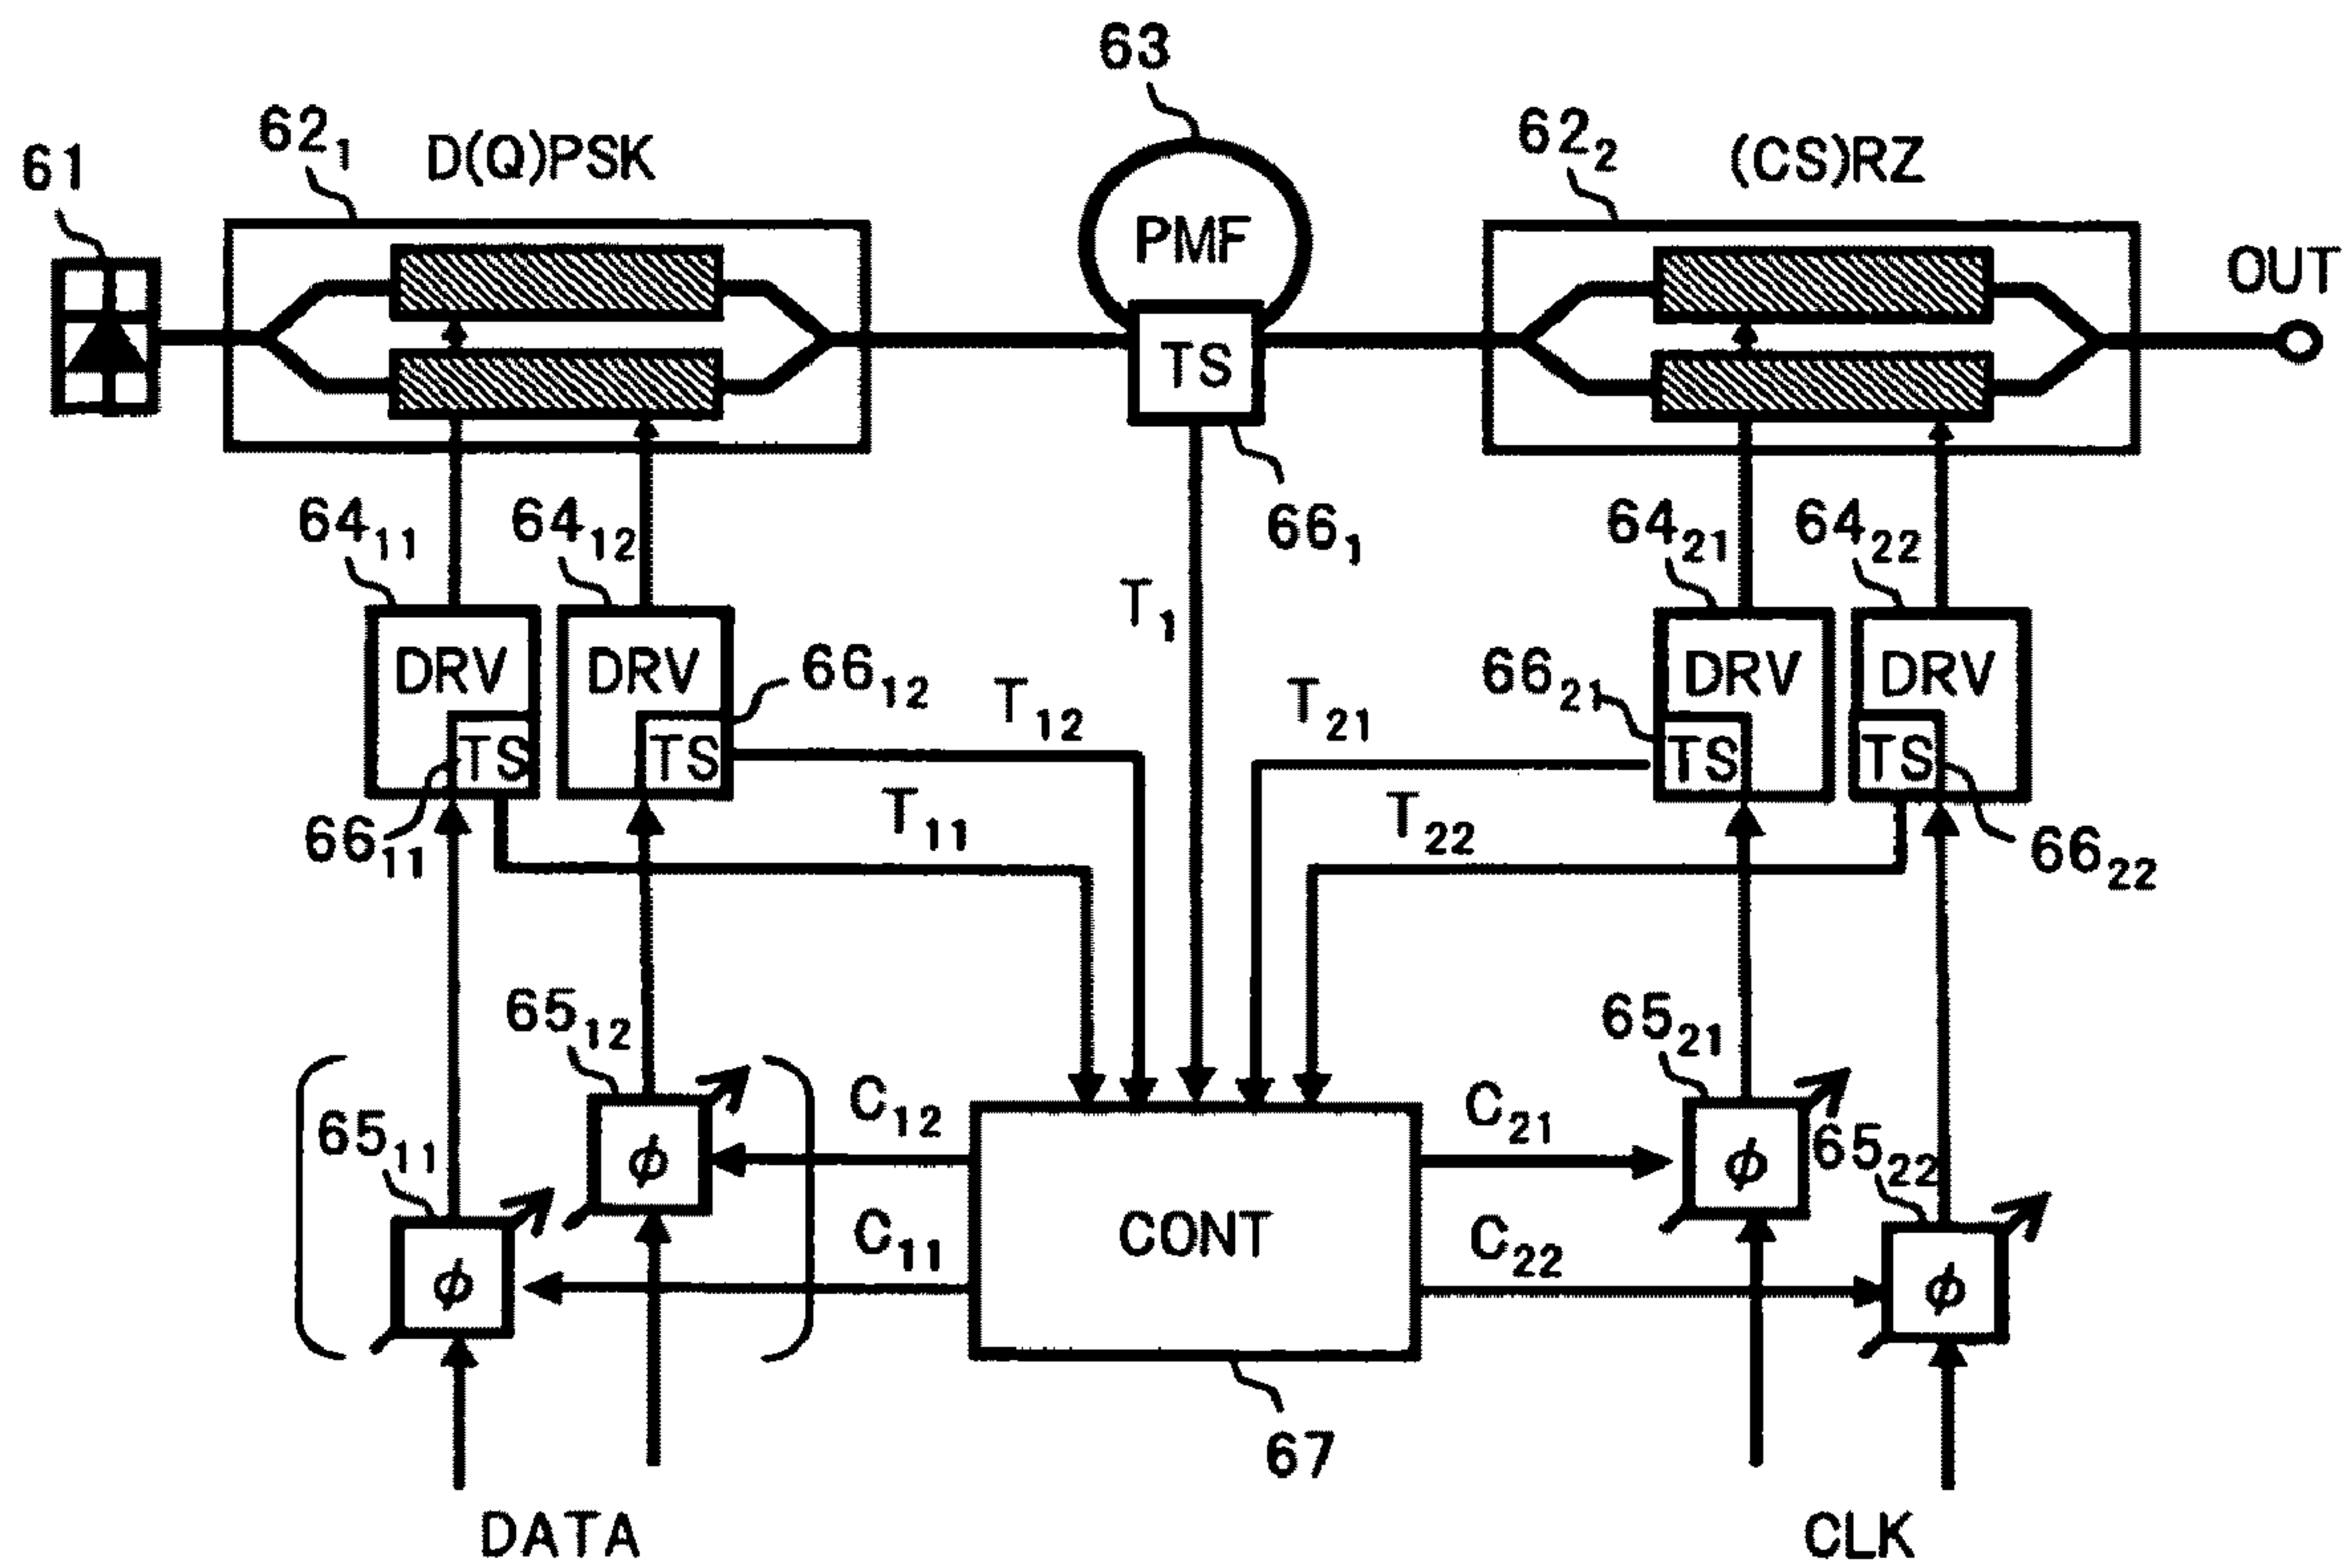 63
61
62₁
D(Q)PSK
62₂
(CS)RZ
PMF
OUT
TS
64₁₁
64₁₂
66₁
64₂₁
64₂₂
T₁
DRV
DRV
66₁₂
T₁₂
T₂₁
66₂₁
DRV
DRV
TS
TS
TS
TS
66₁₁
T₁₁
T₂₂
66₂₂
65₁₂
65₂₁
65₁₁
C₁₂
C₂₁
65₂₂
ϕ
ϕ
C₁₁
CONT
C₂₂
ϕ
ϕ
67
DATA
CLK